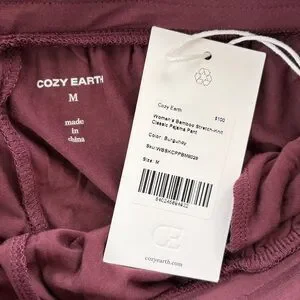 COZY EARTH
M
made
in
china
Cozy Earth
$100
Women's Bamboo Stretch-Knit
Classic Pajama Pant
Color: Burgundy
Size: M
cozyearth.com